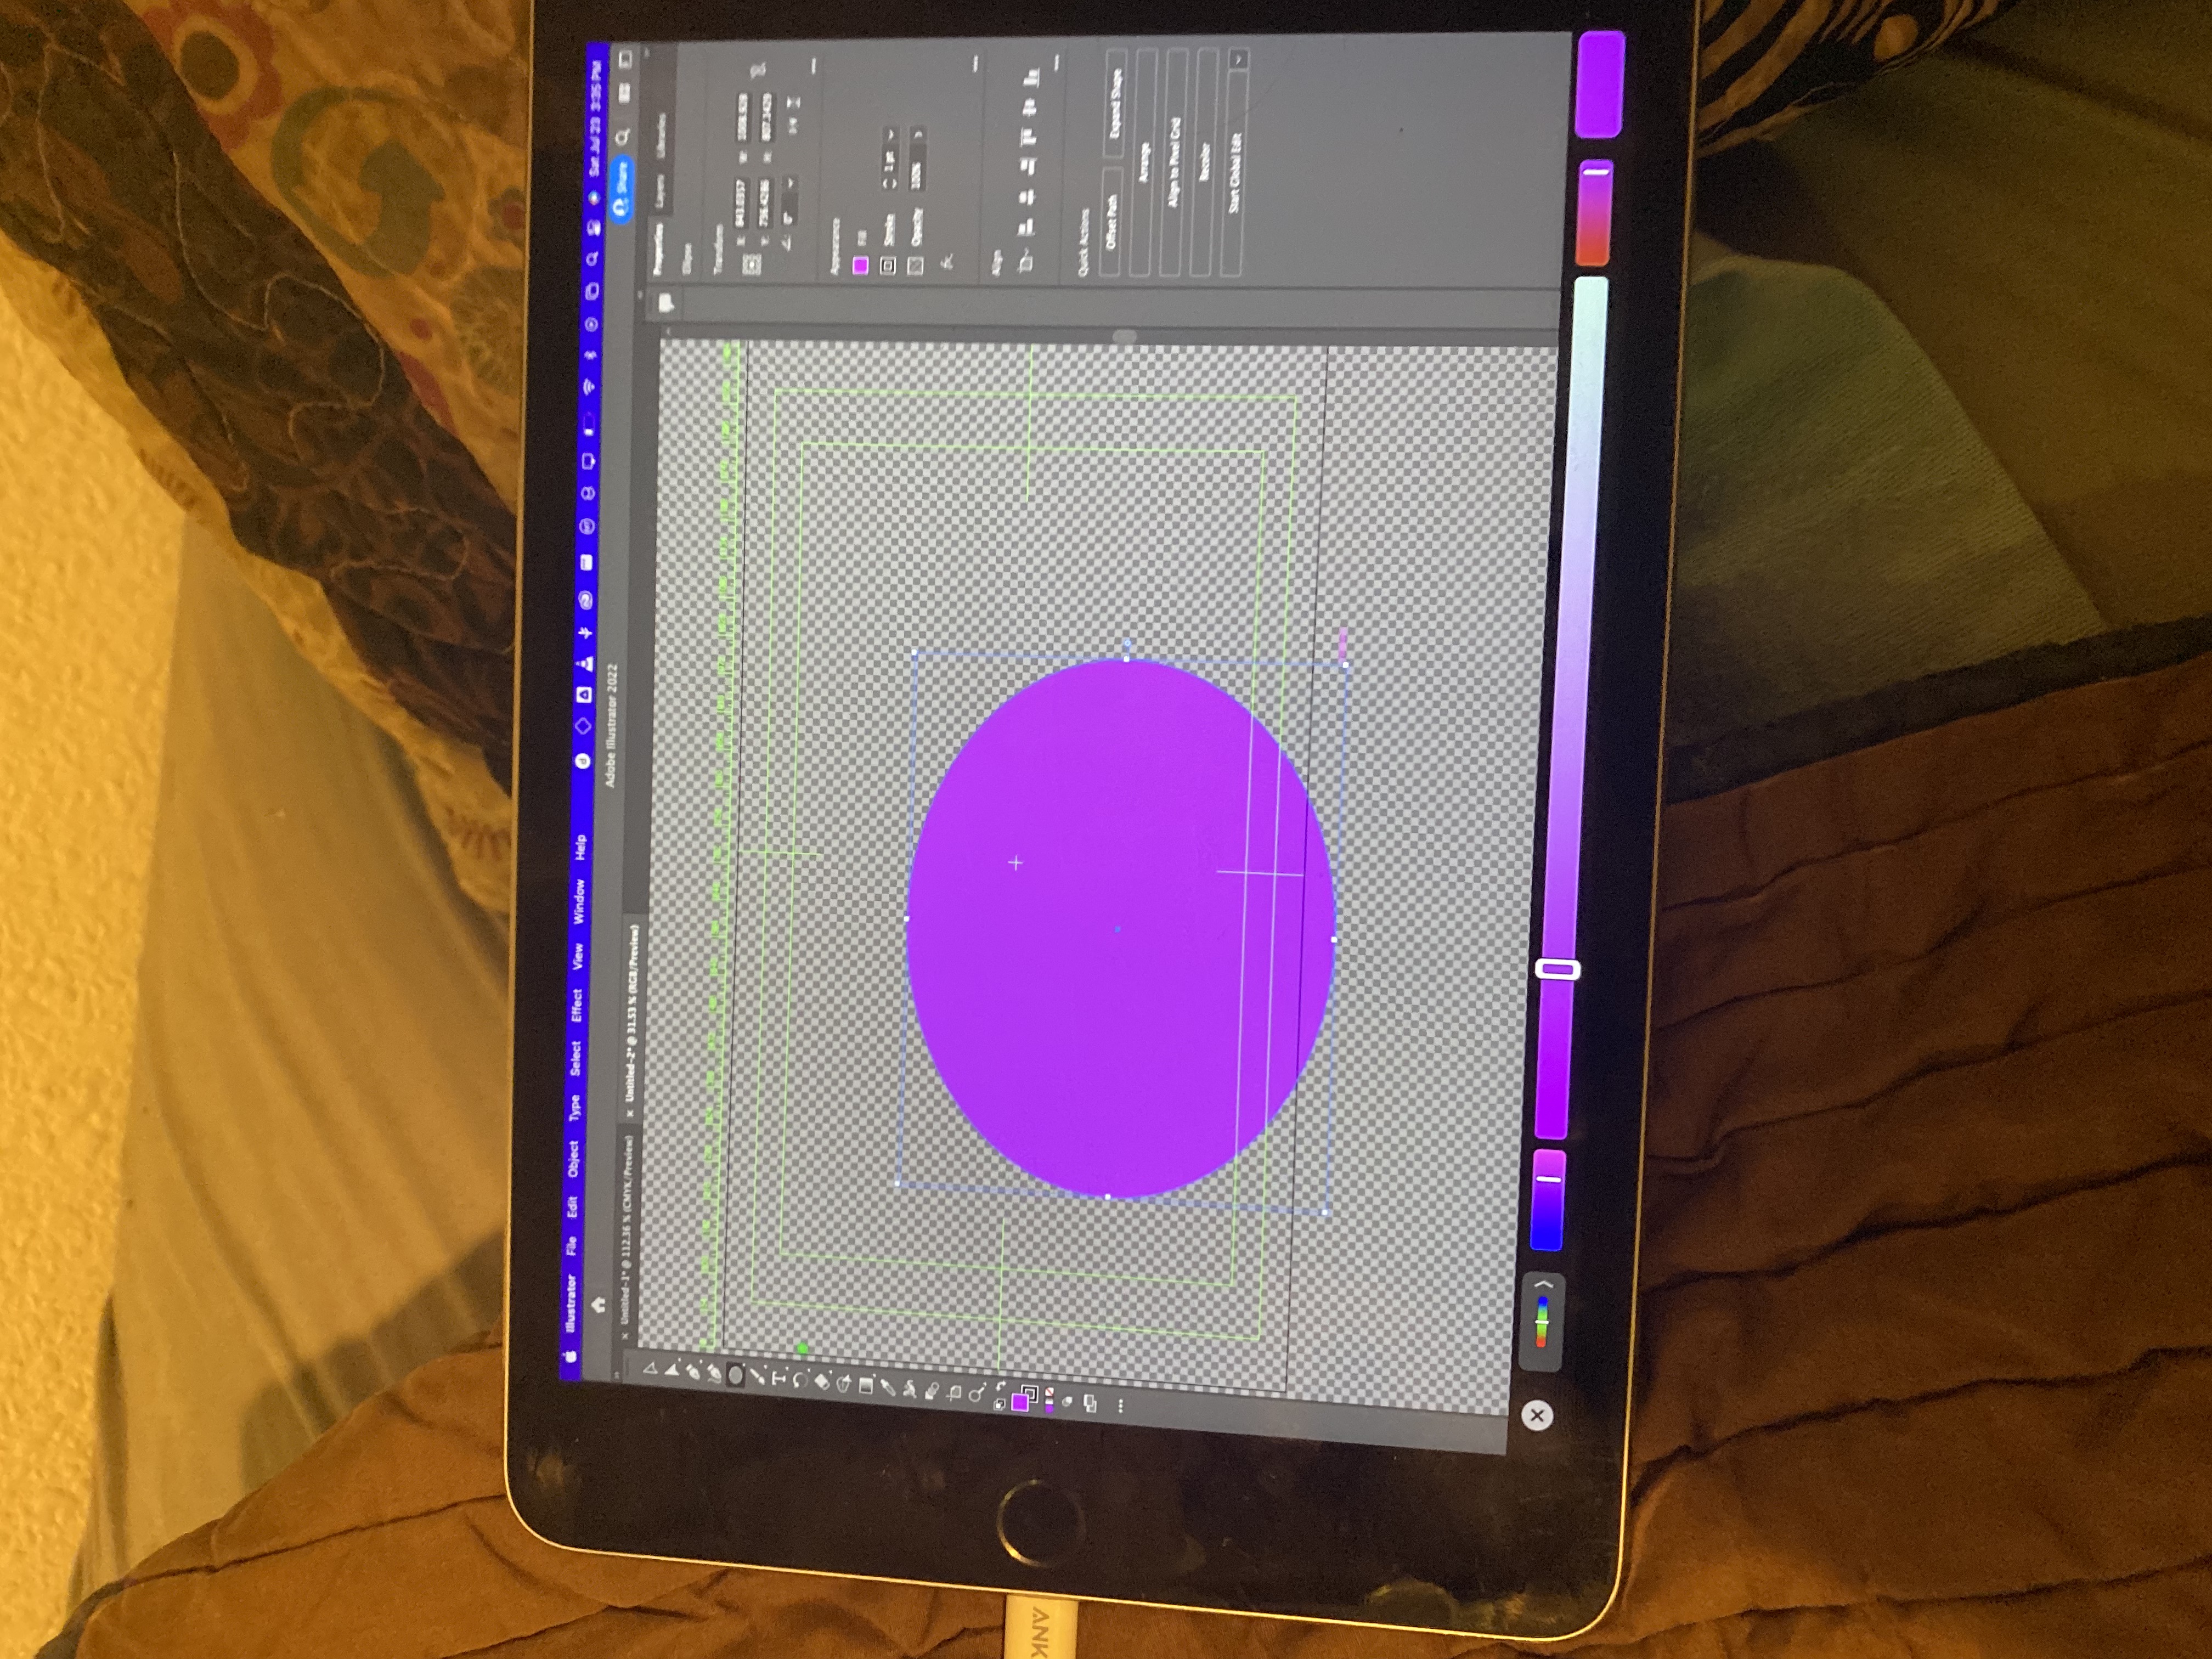 Illustrator File Edit Object Type Select Effect View Window Help Sat Jul 23 3:35 PM
Adobe Illustrator 2022
Share
× Untitled-1* @ 112.36 % (CMYK/Preview) × Untitled-2* @ 31.53 % (RGB/Preview)
Properties Layers Libraries
Ellipse
Transform
X: 843.0357 W: 1008.928
Y: 756.4286 H: 807.1429
0°
Appearance
Fill
Stroke 1 pt
Opacity 100%
fx
Align
Quick Actions
Offset Path Expand Shape
Arrange
Align to Pixel Grid
Recolor
Start Global Edit
ANK